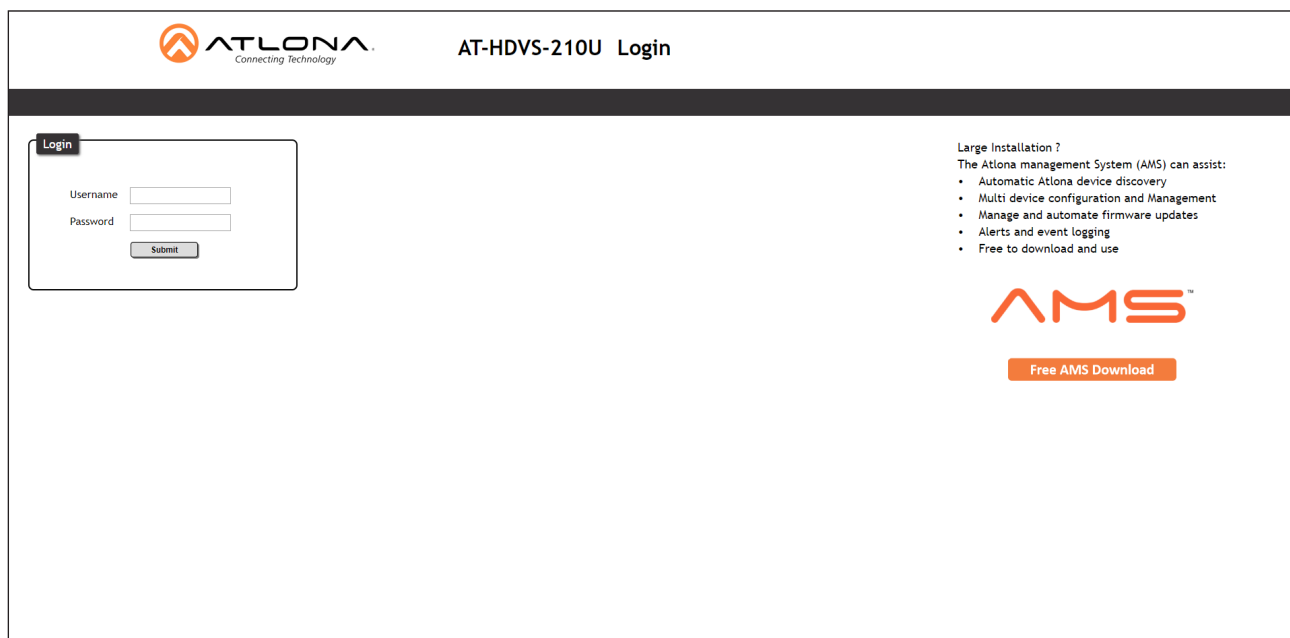 ATLONA.
Connecting Technology
AT-HDVS-210U Login
Login
Username
Password
Submit
Large Installation ?
The Atlona management System (AMS) can assist:
• Automatic Atlona device discovery
• Multi device configuration and Management
• Manage and automate firmware updates
• Alerts and event logging
• Free to download and use
AMS™
Free AMS Download